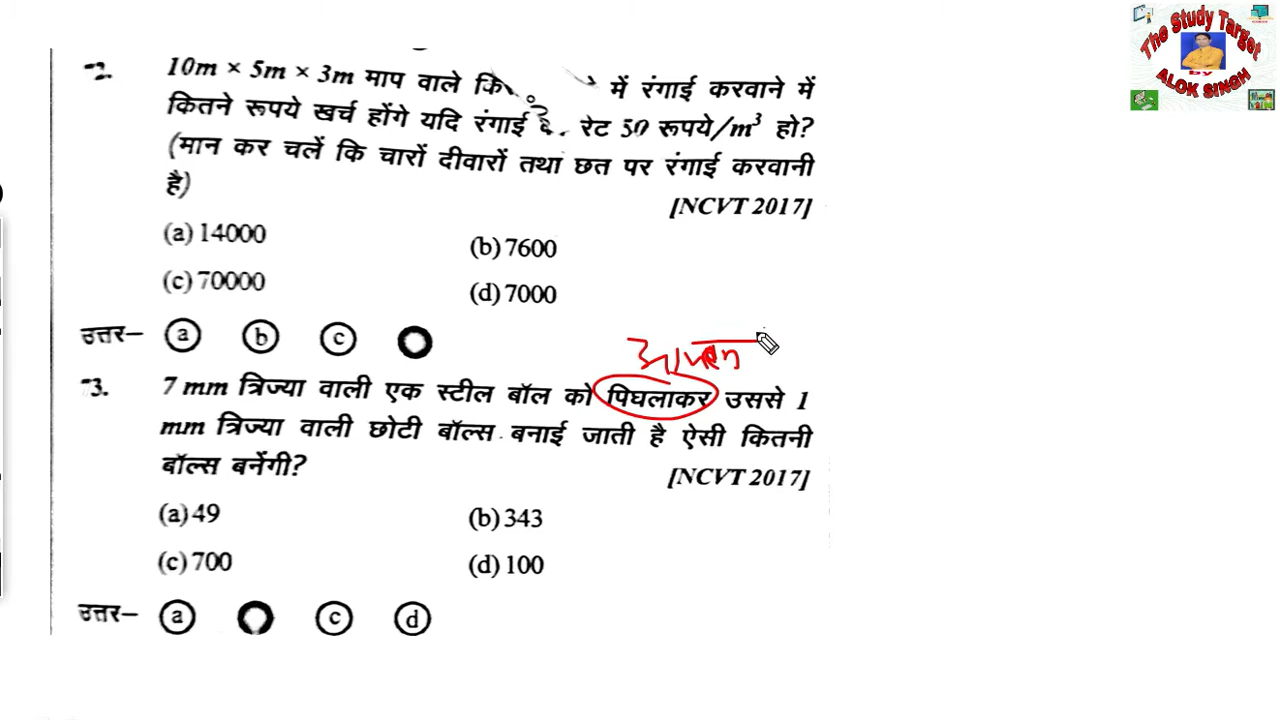 The Study Target
by
ALOK SINGH
2. 10m × 5m × 3m माप वाले में रंगाई करवाने में
कितने रूपये खर्च होंगे यदि रंगाई रेट 50 रूपये/m³ हो?
(मान कर चलें कि चारों दीवारों तथा छत पर रंगाई करवानी
है)
[NCVT 2017]
(a) 14000 (b) 7600
(c) 70000 (d) 7000
उत्तर– a b c
73. 7 mm त्रिज्या वाली एक स्टील बॉल को पिघलाकर उससे 1
mm त्रिज्या वाली छोटी बॉल्स बनाई जाती है ऐसी कितनी
बॉल्स बनेंगी?
[NCVT 2017]
(a) 49 (b) 343
(c) 700 (d) 100
उत्तर– a c d